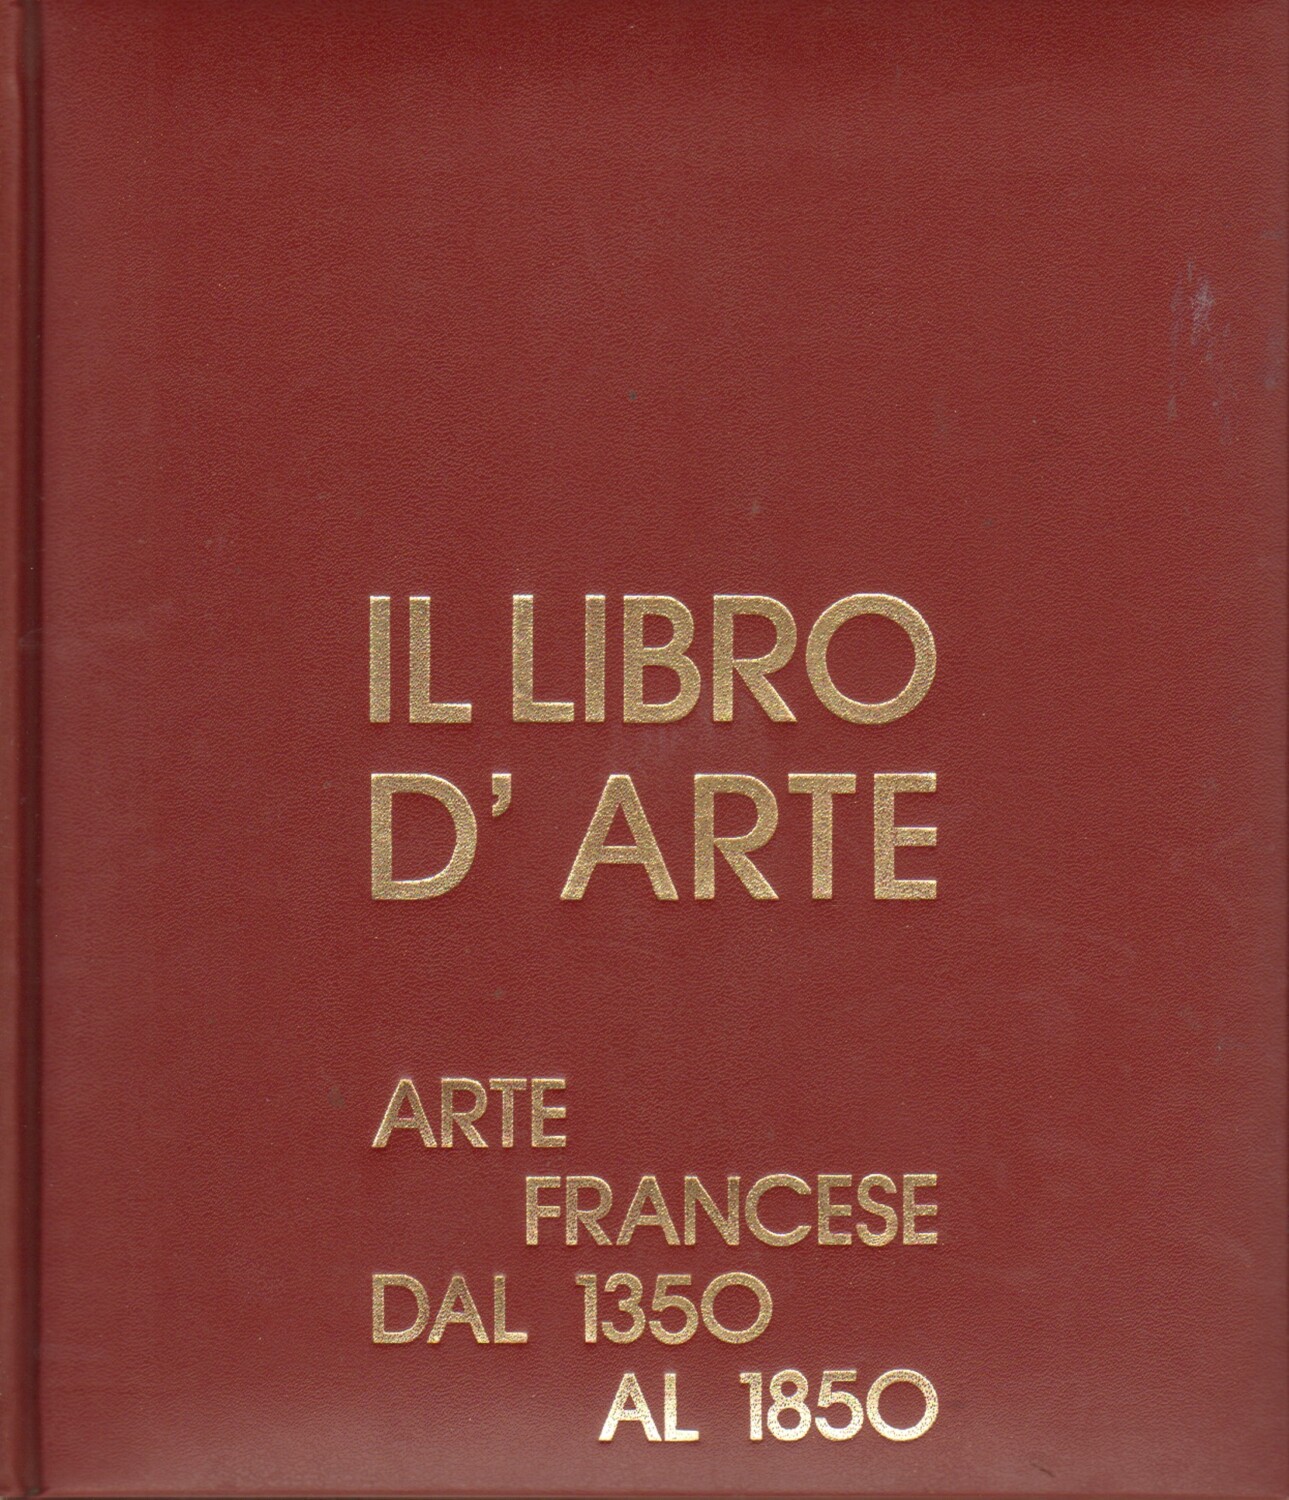 IL LIBRO
D' ARTE
ARTE
FRANCESE
DAL 1350
AL 1850